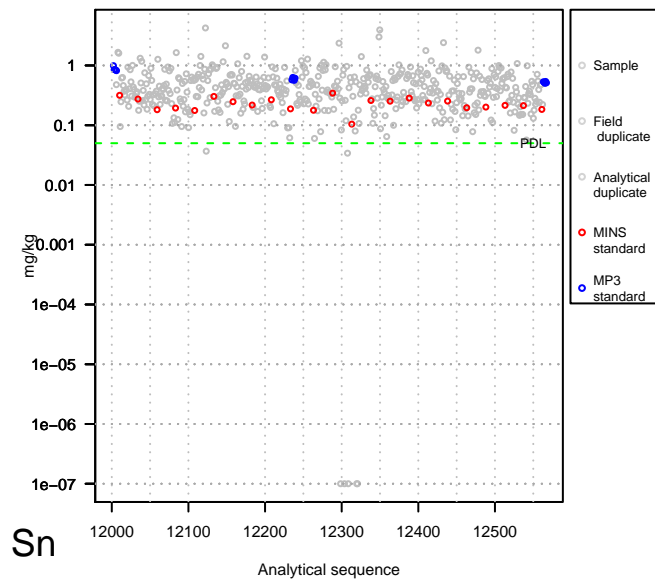 1
0.1
0.01
0.001
1e−04
1e−05
1e−06
1e−07
mg/kg
PDL
12000
12100
12200
12300
12400
12500
Analytical sequence
Sn
Sample
Field
duplicate
Analytical
duplicate
MINS
standard
MP3
standard